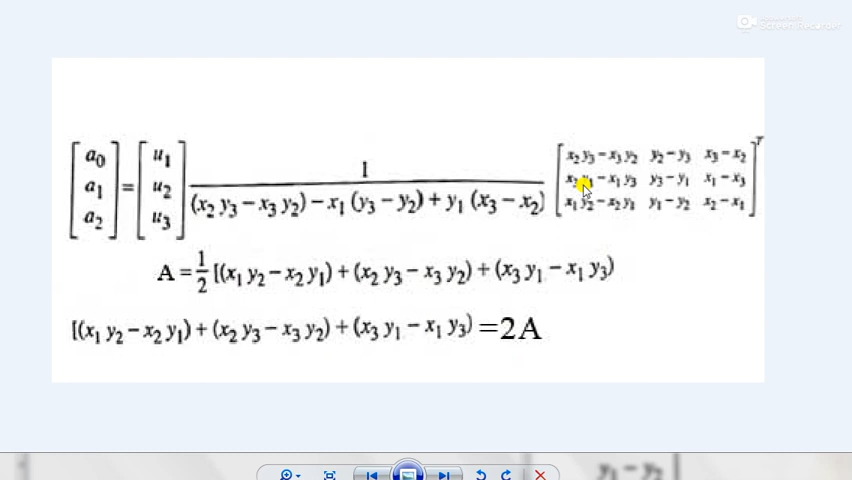 Screen Recorder
[a₀ a₁ a₂] = [u₁ u₂ u₃] 1 / (x₂ y₃ − x₃ y₂) − x₁ (y₃ − y₂) + y₁ (x₃ − x₂) [x₂ y₃ − x₃ y₂  y₂ − y₃  x₃ − x₂
− x₁ y₃  y₃ − y₁  x₁ − x₃
x₁ y₂ − x₂ y₁  y₁ − y₂  x₂ − x₁]ᵀ
A = 1/2 [(x₁ y₂ − x₂ y₁) + (x₂ y₃ − x₃ y₂) + (x₃ y₁ − x₁ y₃)
[(x₁ y₂ − x₂ y₁) + (x₂ y₃ − x₃ y₂) + (x₃ y₁ − x₁ y₃) = 2A
y₁ − y₂